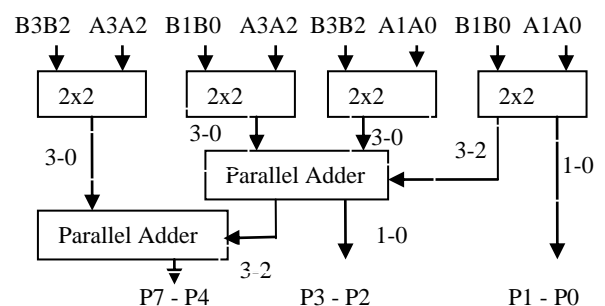 B3B2 A3A2 B1B0 A3A2 B3B2 A1A0 B1B0 A1A0
2x2 2x2 2x2 2x2
3-0 3-0 3-0 3-2 1-0
Parallel Adder
Parallel Adder 3-2 1-0
P7 - P4 P3 - P2 P1 - P0